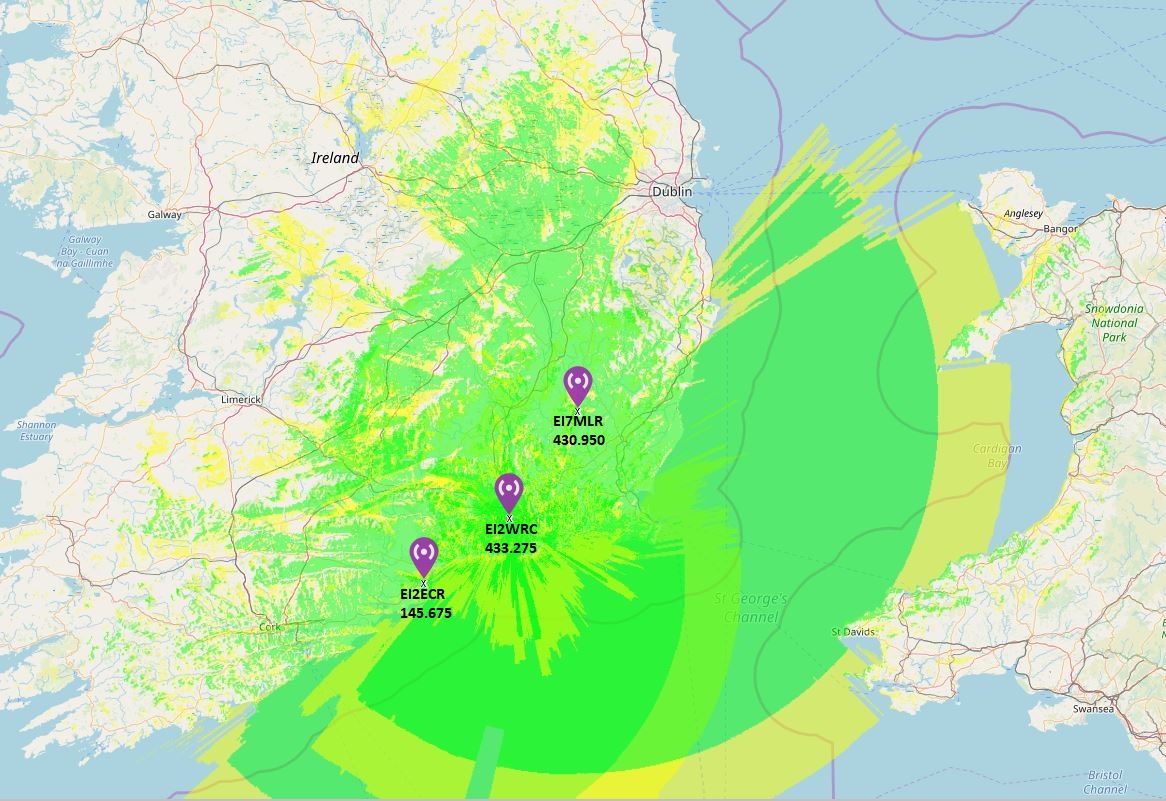 Ireland
Dublin
Galway
Galway
Bay - Cuan
na Gaillimhe
Anglesey
Bangor
Snowdonia
National
Park
Limerick
Shannon
Estuary
EI7MLR
430.950
Cardigan
Bay
EI2WRC
433.275
EI2ECR
145.675
St George's
Channel
Cork
St Davids
Swansea
Bristol
Channel